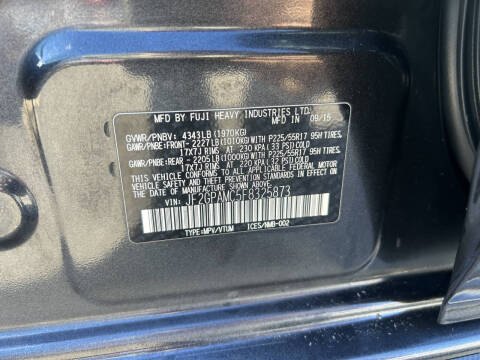 MFD BY FUJI HEAVY INDUSTRIES LTD.
MADE IN 09/15
GVWR/PNBV: 4343LB(1970KG)
GAWR/PNBE:FRONT- 2227LB(1010KG)WITH P225/55R17 95H TIRES,
17X7J RIMS AT 230 KPA(33 PSI)COLD
GAWR/PNBE:REAR - 2205LB(1000KG)WITH P225/55R17 95H TIRES,
17X7J RIMS AT 220 KPA(32 PSI)COLD
THIS VEHICLE CONFORMS TO ALL APPLICABLE FEDERAL MOTOR
VEHICLE SAFETY, BUMPER, AND THEFT PREVENTION STANDARDS IN EFFECT ON
THE DATE OF MANUFACTURE SHOWN ABOVE.
VIN: JF2GPAMC5F8325873
TYPE:MPV/VTUM ICES/NMB-002